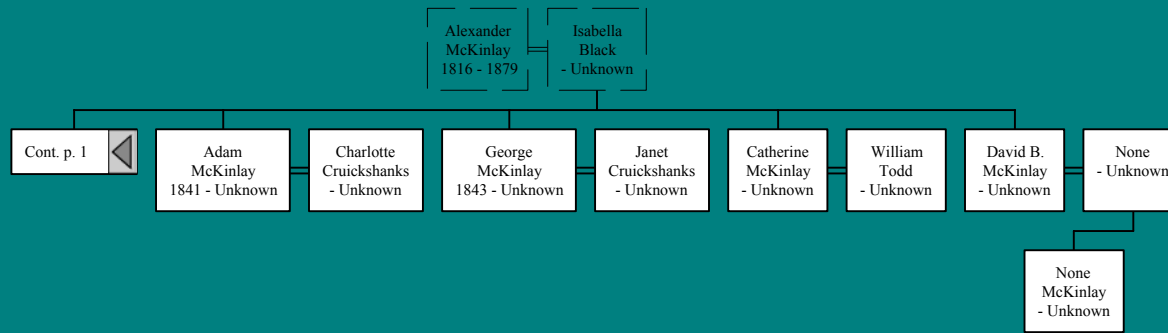 Alexander
McKinlay
1816 - 1879
Isabella
Black
- Unknown
Cont. p. 1
Adam
McKinlay
1841 - Unknown
Charlotte
Cruickshanks
- Unknown
George
McKinlay
1843 - Unknown
Janet
Cruickshanks
- Unknown
Catherine
McKinlay
- Unknown
William
Todd
- Unknown
David B.
McKinlay
- Unknown
None
- Unknown
None
McKinlay
- Unknown